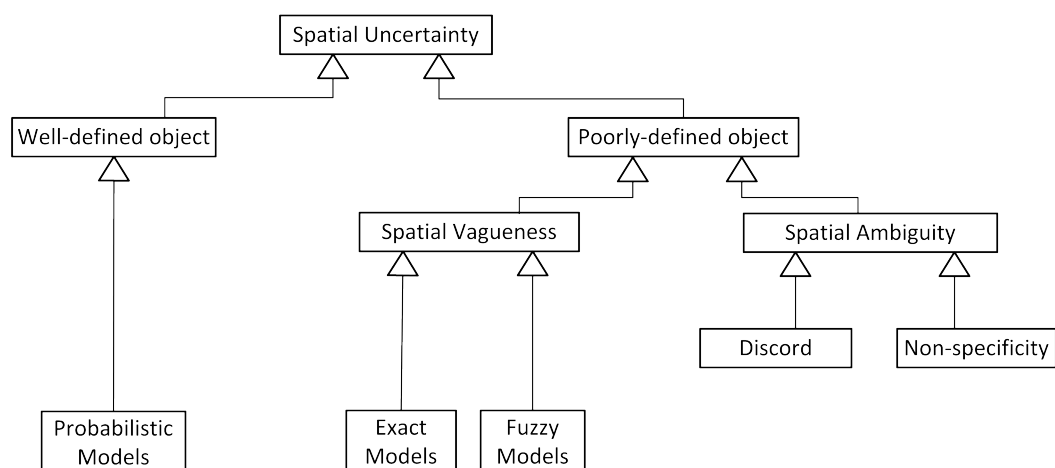 Spatial Uncertainty
Well-defined object
Poorly-defined object
Spatial Vagueness
Spatial Ambiguity
Discord
Non-specificity
Probabilistic
Models
Exact
Models
Fuzzy
Models